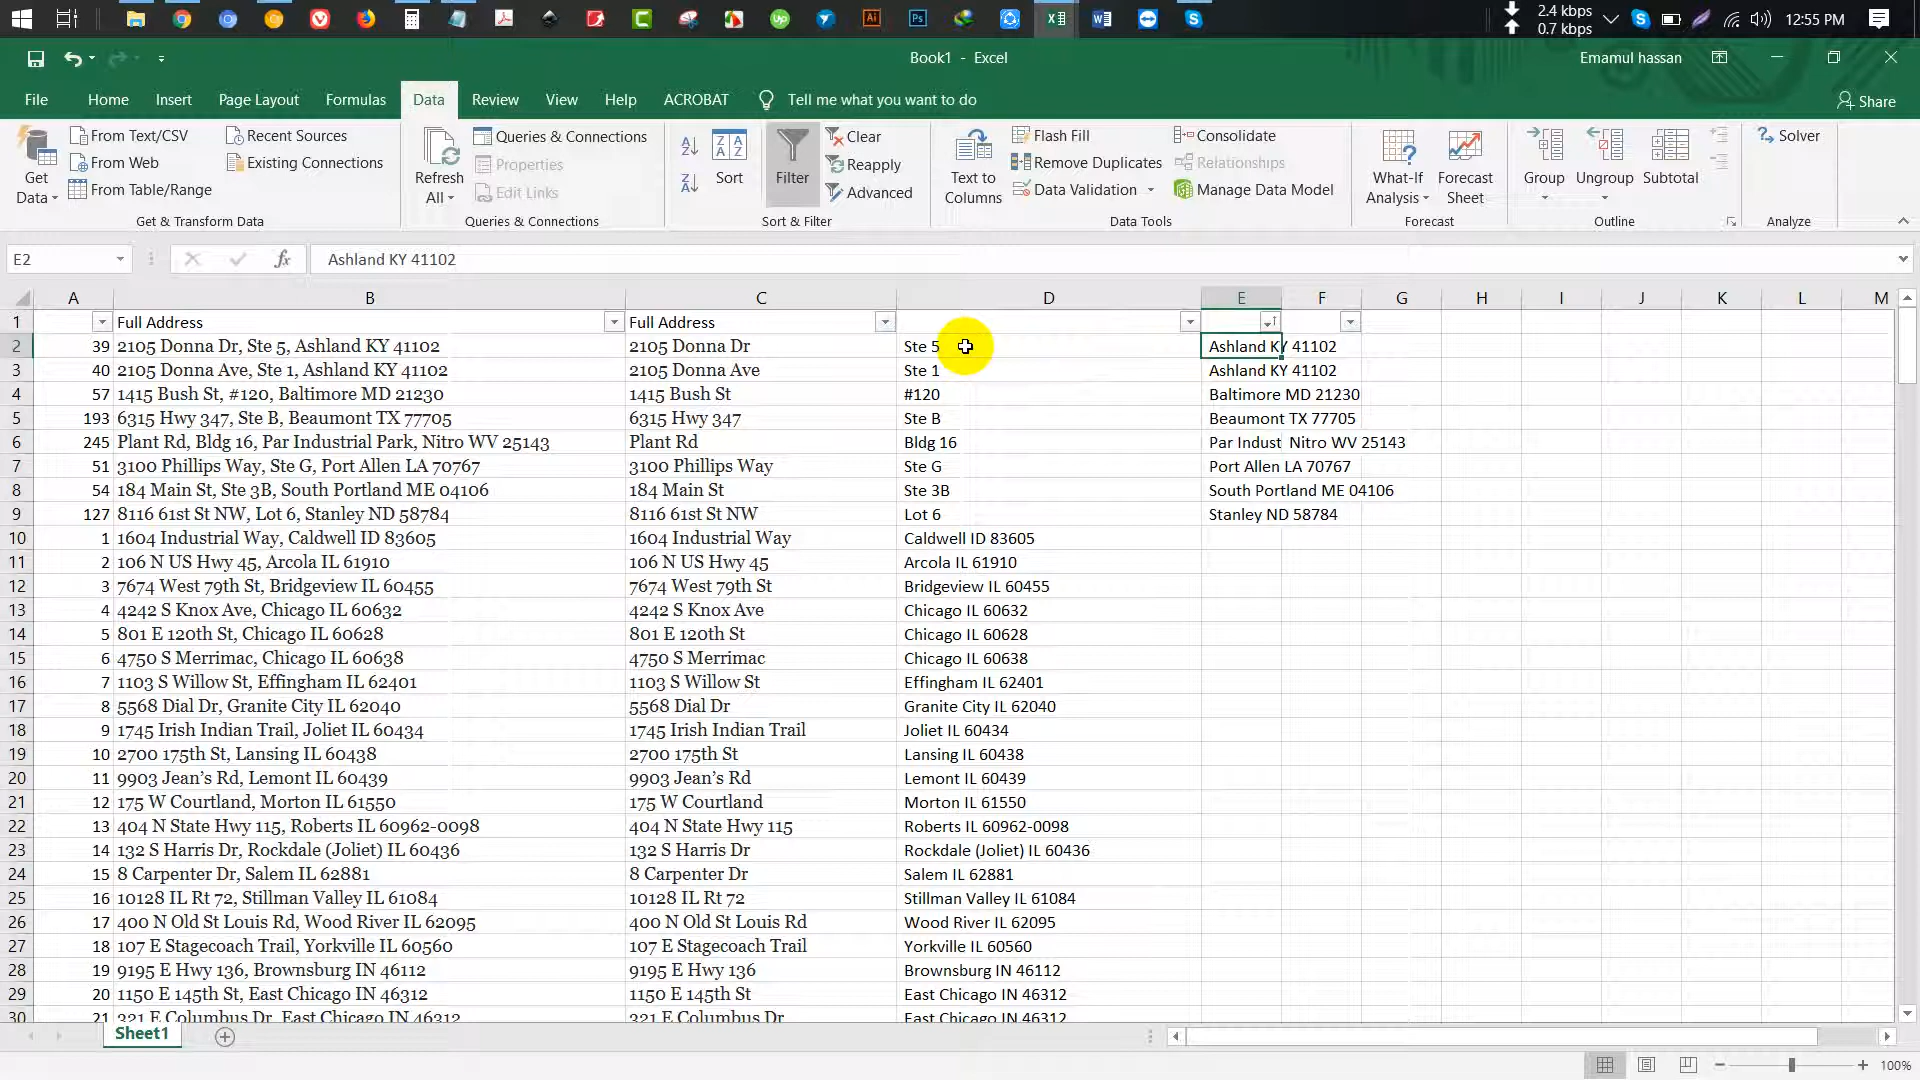 2.4 kbps
0.7 kbps
12:55 PM
Book1 - Excel
Emamul hassan
File Home Insert Page Layout Formulas Data Review View Help ACROBAT Tell me what you want to do Share
Get Data
From Text/CSV
From Web
From Table/Range
Recent Sources
Existing Connections
Get & Transform Data
Refresh All
Queries & Connections
Properties
Edit Links
Queries & Connections
Sort
Filter
Clear
Reapply
Advanced
Sort & Filter
Text to Columns
Flash Fill
Remove Duplicates
Data Validation
Consolidate
Relationships
Manage Data Model
Data Tools
What-If Analysis
Forecast Sheet
Forecast
Group
Ungroup
Subtotal
Outline
Solver
Analyze
E2 fx Ashland KY 41102
A B C D E F G H I J K L M
1 Full Address Full Address
2 39 2105 Donna Dr, Ste 5, Ashland KY 41102 2105 Donna Dr Ste 5 Ashland KY 41102
3 40 2105 Donna Ave, Ste 1, Ashland KY 41102 2105 Donna Ave Ste 1 Ashland KY 41102
4 57 1415 Bush St, #120, Baltimore MD 21230 1415 Bush St #120 Baltimore MD 21230
5 193 6315 Hwy 347, Ste B, Beaumont TX 77705 6315 Hwy 347 Ste B Beaumont TX 77705
6 245 Plant Rd, Bldg 16, Par Industrial Park, Nitro WV 25143 Plant Rd Bldg 16 Par Indust Nitro WV 25143
7 51 3100 Phillips Way, Ste G, Port Allen LA 70767 3100 Phillips Way Ste G Port Allen LA 70767
8 54 184 Main St, Ste 3B, South Portland ME 04106 184 Main St Ste 3B South Portland ME 04106
9 127 8116 61st St NW, Lot 6, Stanley ND 58784 8116 61st St NW Lot 6 Stanley ND 58784
10 1 1604 Industrial Way, Caldwell ID 83605 1604 Industrial Way Caldwell ID 83605
11 2 106 N US Hwy 45, Arcola IL 61910 106 N US Hwy 45 Arcola IL 61910
12 3 7674 West 79th St, Bridgeview IL 60455 7674 West 79th St Bridgeview IL 60455
13 4 4242 S Knox Ave, Chicago IL 60632 4242 S Knox Ave Chicago IL 60632
14 5 801 E 120th St, Chicago IL 60628 801 E 120th St Chicago IL 60628
15 6 4750 S Merrimac, Chicago IL 60638 4750 S Merrimac Chicago IL 60638
16 7 1103 S Willow St, Effingham IL 62401 1103 S Willow St Effingham IL 62401
17 8 5568 Dial Dr, Granite City IL 62040 5568 Dial Dr Granite City IL 62040
18 9 1745 Irish Indian Trail, Joliet IL 60434 1745 Irish Indian Trail Joliet IL 60434
19 10 2700 175th St, Lansing IL 60438 2700 175th St Lansing IL 60438
20 11 9903 Jean's Rd, Lemont IL 60439 9903 Jean's Rd Lemont IL 60439
21 12 175 W Courtland, Morton IL 61550 175 W Courtland Morton IL 61550
22 13 404 N State Hwy 115, Roberts IL 60962-0098 404 N State Hwy 115 Roberts IL 60962-0098
23 14 132 S Harris Dr, Rockdale (Joliet) IL 60436 132 S Harris Dr Rockdale (Joliet) IL 60436
24 15 8 Carpenter Dr, Salem IL 62881 8 Carpenter Dr Salem IL 62881
25 16 10128 IL Rt 72, Stillman Valley IL 61084 10128 IL Rt 72 Stillman Valley IL 61084
26 17 400 N Old St Louis Rd, Wood River IL 62095 400 N Old St Louis Rd Wood River IL 62095
27 18 107 E Stagecoach Trail, Yorkville IL 60560 107 E Stagecoach Trail Yorkville IL 60560
28 19 9195 E Hwy 136, Brownsburg IN 46112 9195 E Hwy 136 Brownsburg IN 46112
29 20 1150 E 145th St, East Chicago IN 46312 1150 E 145th St East Chicago IN 46312
30 21 321 E Columbus Dr, East Chicago IN 46312 321 E Columbus Dr East Chicago IN 46312
Sheet1
100%